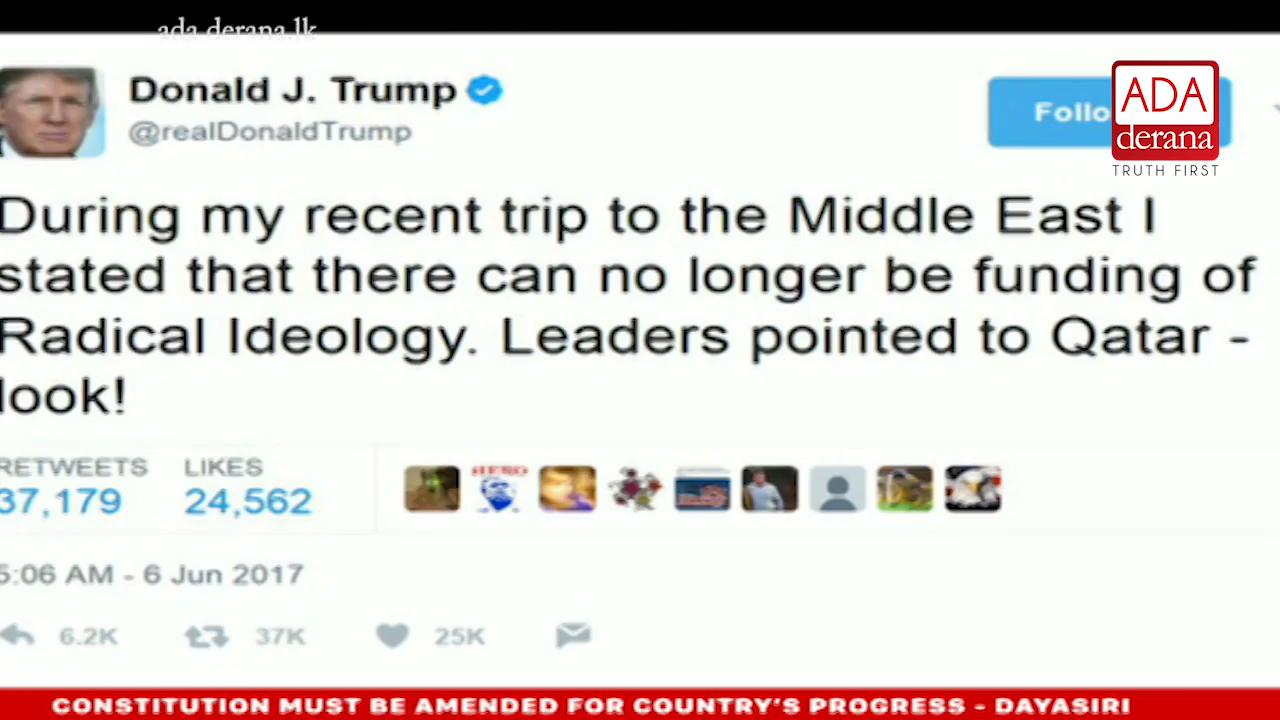 ada derana.lk
Donald J. Trump
@realDonaldTrump
Follo
ADA
derana
TRUTH FIRST
During my recent trip to the Middle East I
stated that there can no longer be funding of
Radical Ideology. Leaders pointed to Qatar -
look!
RETWEETS LIKES
37,179 24,562
5:06 AM - 6 Jun 2017
6.2K 37K 25K
CONSTITUTION MUST BE AMENDED FOR COUNTRY'S PROGRESS - DAYASIRI